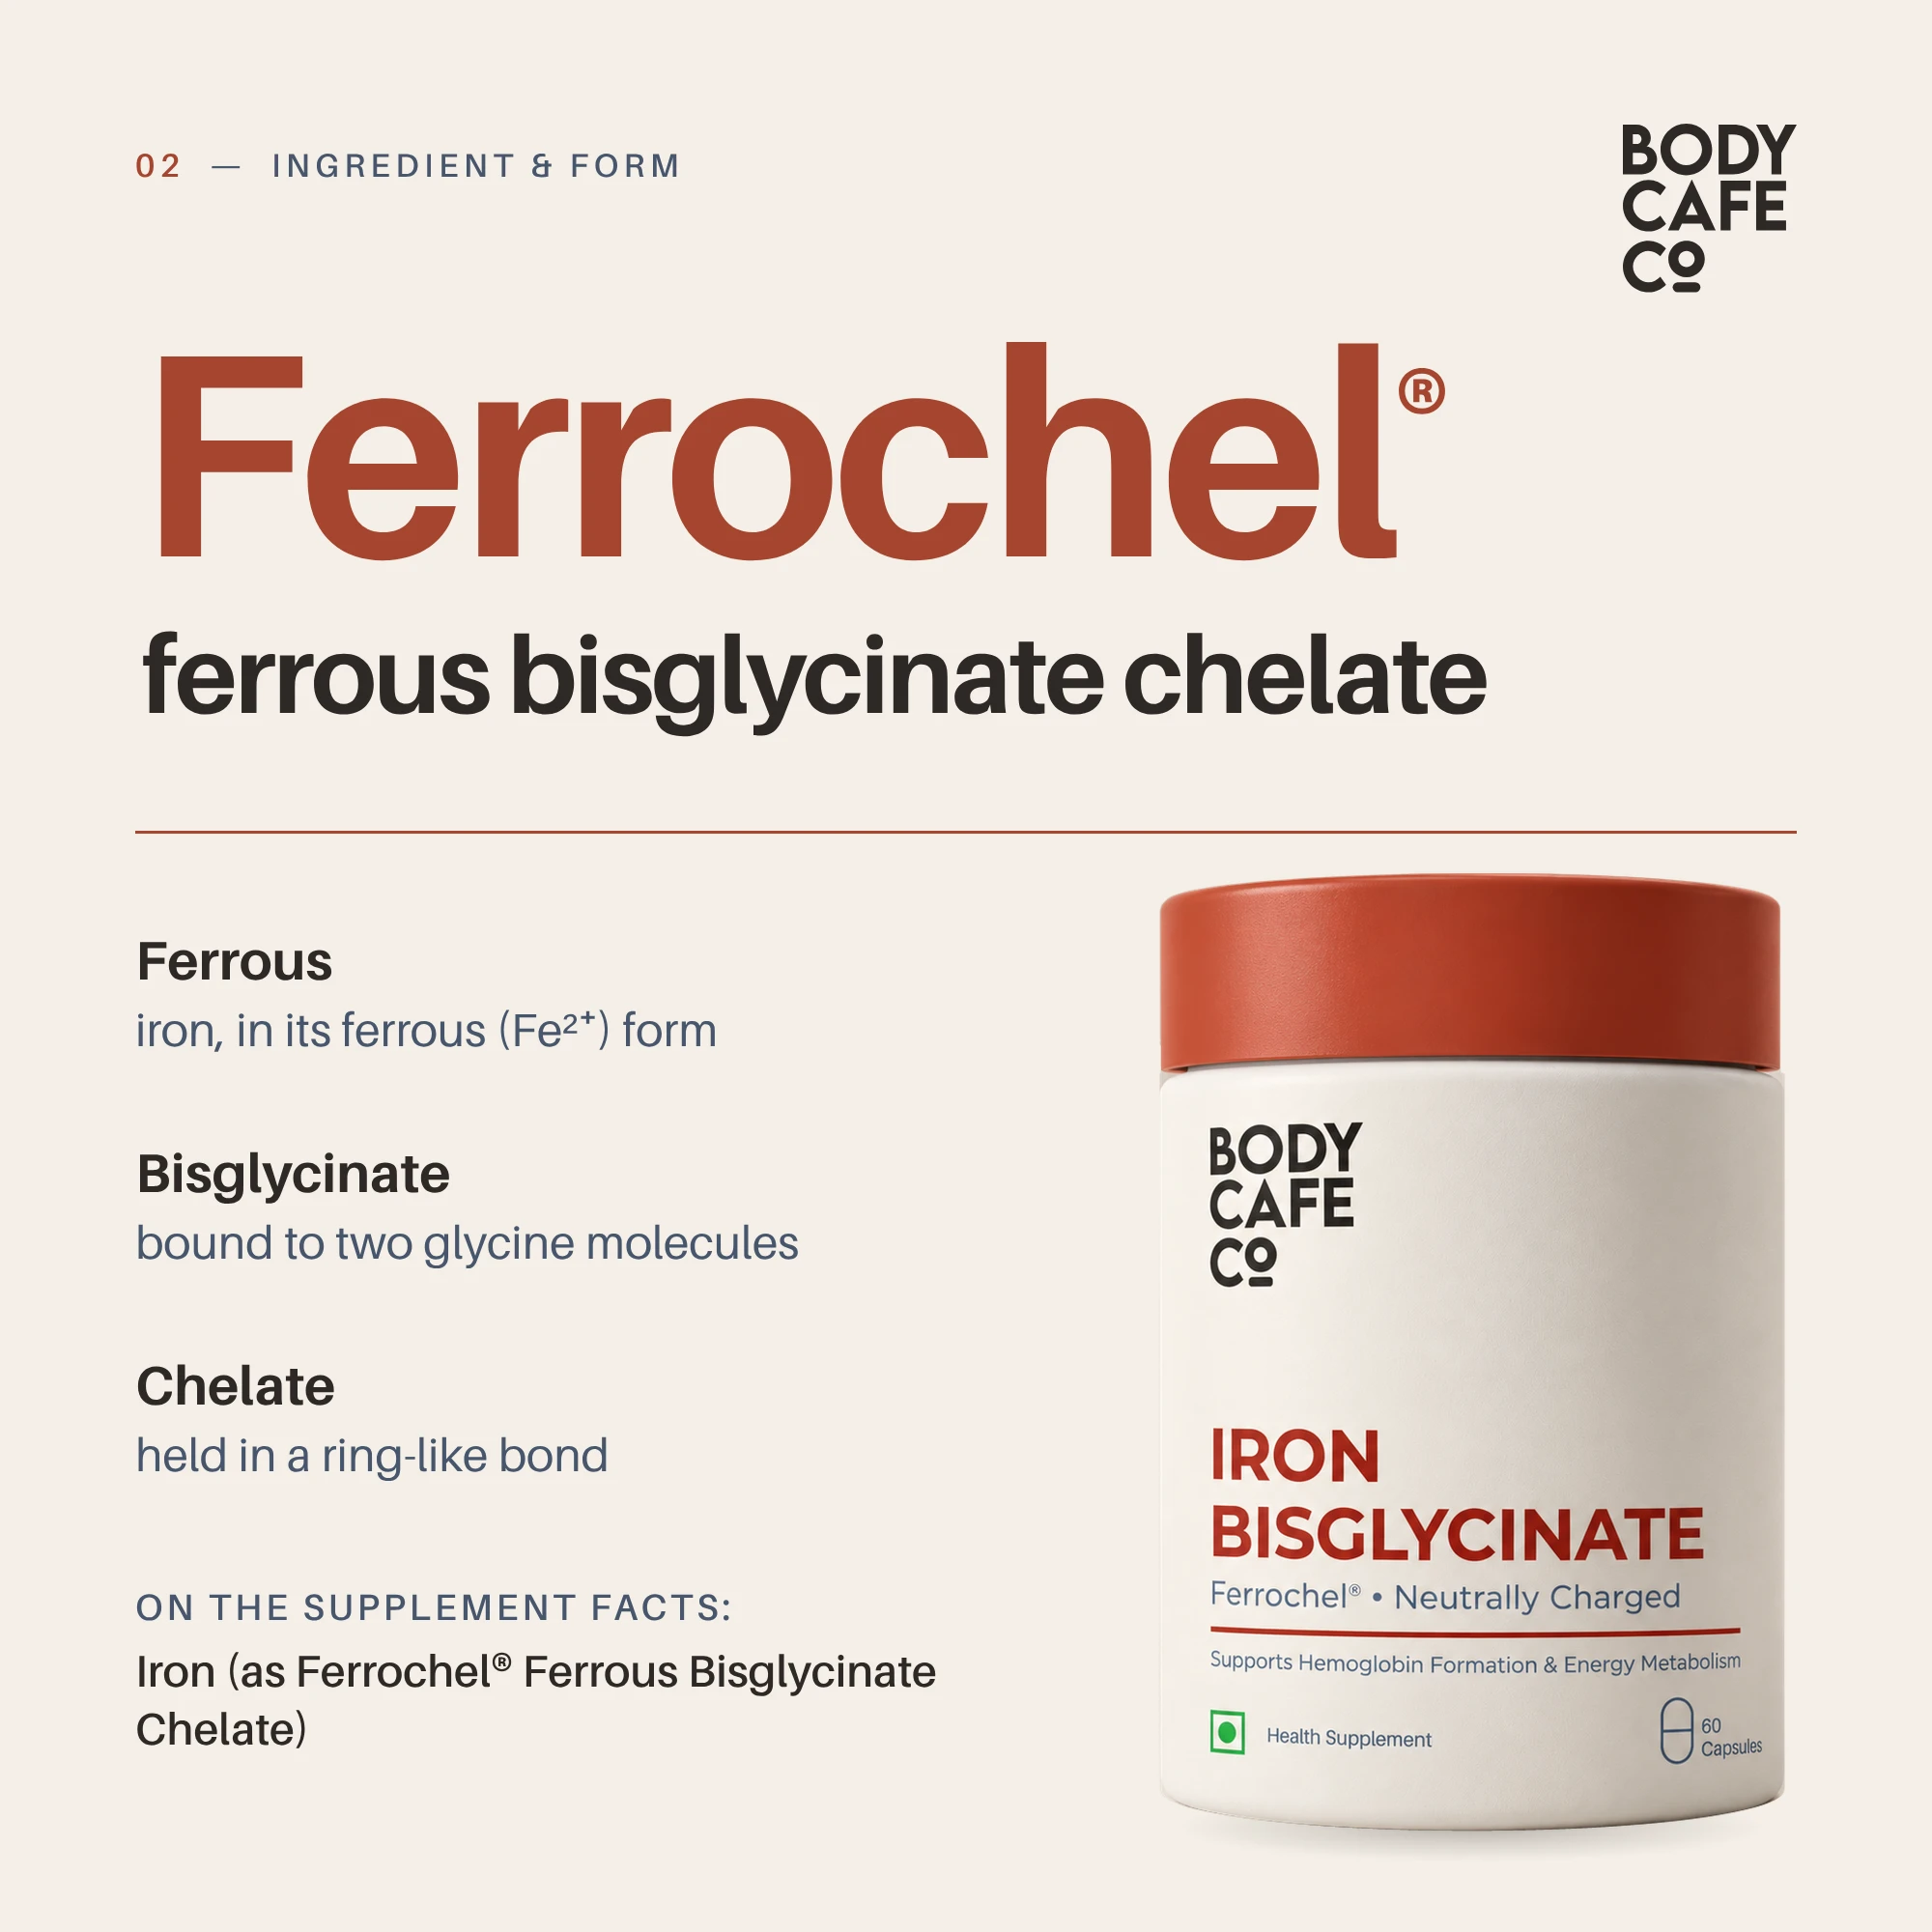 02 — INGREDIENT & FORM
BODY
CAFE
Co
Ferrochel®
ferrous bisglycinate chelate
Ferrous
iron, in its ferrous (Fe²⁺) form
Bisglycinate
bound to two glycine molecules
Chelate
held in a ring-like bond
ON THE SUPPLEMENT FACTS:
Iron (as Ferrochel® Ferrous Bisglycinate
Chelate)
BODY
CAFE
Co
IRON
BISGLYCINATE
Ferrochel® • Neutrally Charged
Supports Hemoglobin Formation & Energy Metabolism
Health Supplement
60
Capsules